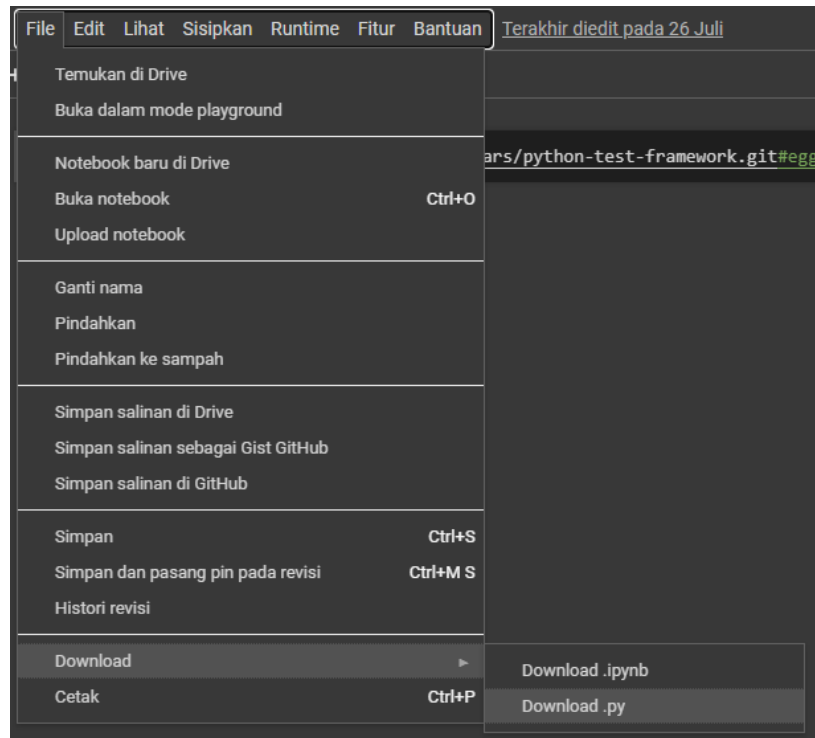 File Edit Lihat Sisipkan Runtime Fitur Bantuan Terakhir diedit pada 26 Juli
Temukan di Drive
Buka dalam mode playground
ars/python-test-framework.git#egg
Notebook baru di Drive
Buka notebook Ctrl+O
Upload notebook
Ganti nama
Pindahkan
Pindahkan ke sampah
Simpan salinan di Drive
Simpan salinan sebagai Gist GitHub
Simpan salinan di GitHub
Simpan Ctrl+S
Simpan dan pasang pin pada revisi Ctrl+M S
Histori revisi
Download
Cetak Ctrl+P
Download .ipynb
Download .py